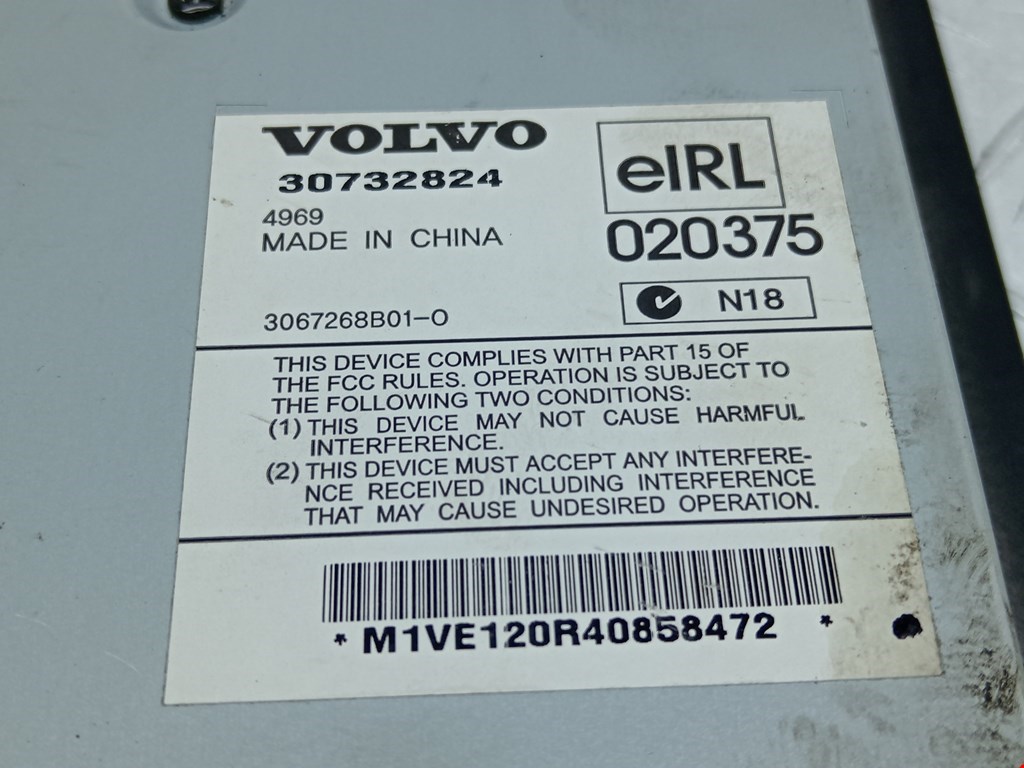 VOLVO
30732824
4969
MADE IN CHINA
3067268B01-O
eIRL
020375
N18
THIS DEVICE COMPLIES WITH PART 15 OF
THE FCC RULES. OPERATION IS SUBJECT TO
THE FOLLOWING TWO CONDITIONS:
(1) THIS DEVICE MAY NOT CAUSE HARMFUL
INTERFERENCE.
(2) THIS DEVICE MUST ACCEPT ANY INTERFERE-
NCE RECEIVED INCLUDING INTERFERENCE
THAT MAY CAUSE UNDESIRED OPERATION.
* M1VE120R40858472 *